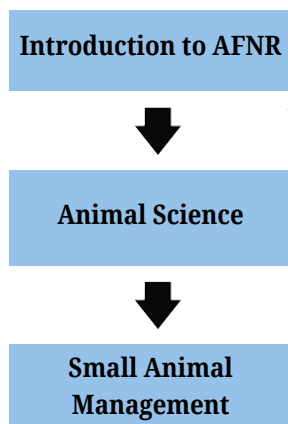 Introduction to AFNR
Animal Science
Small Animal
Management